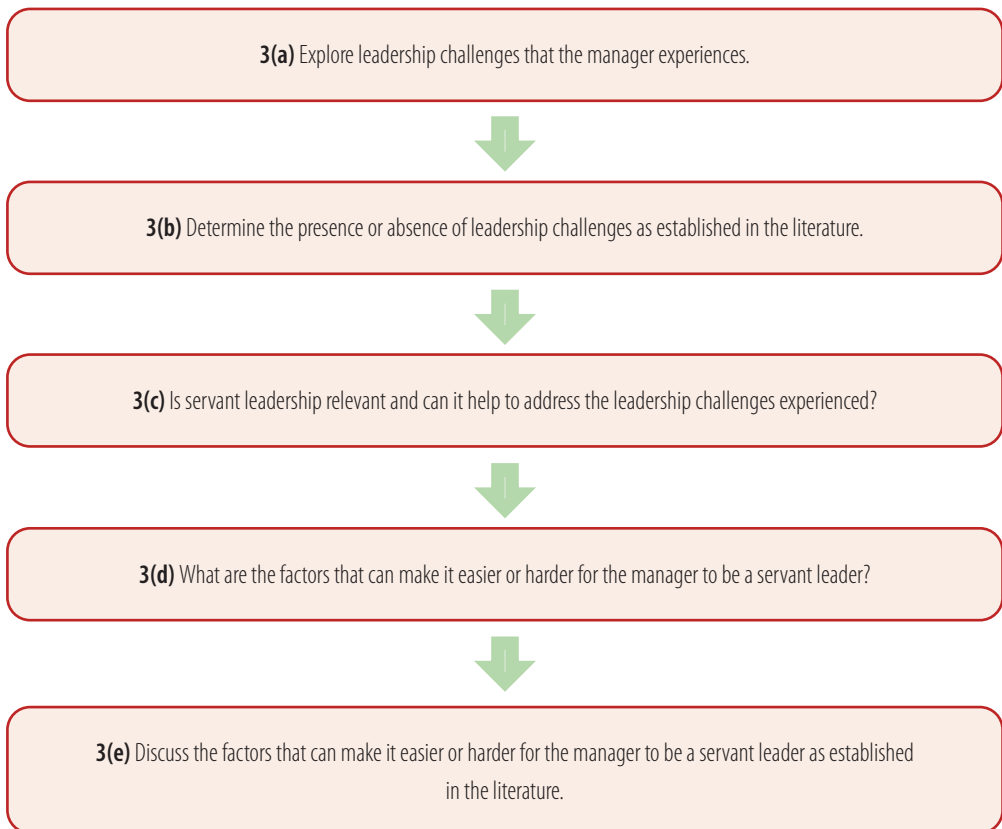 3(a) Explore leadership challenges that the manager experiences.
3(b) Determine the presence or absence of leadership challenges as established in the literature.
3(c) Is servant leadership relevant and can it help to address the leadership challenges experienced?
3(d) What are the factors that can make it easier or harder for the manager to be a servant leader?
3(e) Discuss the factors that can make it easier or harder for the manager to be a servant leader as established
in the literature.